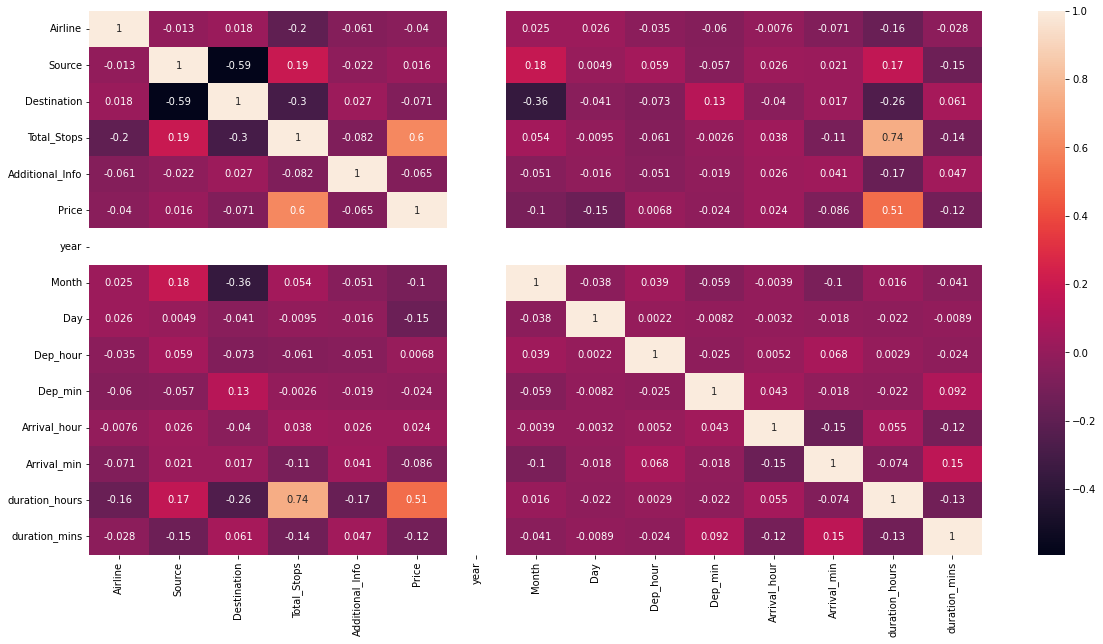 Airline 1 -0.013 0.018 -0.2 -0.061 -0.04 0.025 0.026 -0.035 -0.06 -0.0076 -0.071 -0.16 -0.028
Source -0.013 1 -0.59 0.19 -0.022 0.016 0.18 0.0049 0.059 -0.057 0.026 0.021 0.17 -0.15
Destination 0.018 -0.59 1 -0.3 0.027 -0.071 -0.36 -0.041 -0.073 0.13 -0.04 0.017 -0.26 0.061
Total_Stops -0.2 0.19 -0.3 1 -0.082 0.6 0.054 -0.0095 -0.061 -0.0026 0.038 -0.11 0.74 -0.14
Additional_Info -0.061 -0.022 0.027 -0.082 1 -0.065 -0.051 -0.016 -0.051 -0.019 0.026 0.041 -0.17 0.047
Price -0.04 0.016 -0.071 0.6 -0.065 1 -0.1 -0.15 0.0068 -0.024 0.024 -0.086 0.51 -0.12
year
Month 0.025 0.18 -0.36 0.054 -0.051 -0.1 1 -0.038 0.039 -0.059 -0.0039 -0.1 0.016 -0.041
Day 0.026 0.0049 -0.041 -0.0095 -0.016 -0.15 -0.038 1 0.0022 -0.0082 -0.0032 -0.018 -0.022 -0.0089
Dep_hour -0.035 0.059 -0.073 -0.061 -0.051 0.0068 0.039 0.0022 1 -0.025 0.0052 0.068 0.0029 -0.024
Dep_min -0.06 -0.057 0.13 -0.0026 -0.019 -0.024 -0.059 -0.0082 -0.025 1 0.043 -0.018 -0.022 0.092
Arrival_hour -0.0076 0.026 -0.04 0.038 0.026 0.024 -0.0039 -0.0032 0.0052 0.043 1 -0.15 0.055 -0.12
Arrival_min -0.071 0.021 0.017 -0.11 0.041 -0.086 -0.1 -0.018 0.068 -0.018 -0.15 1 -0.074 0.15
duration_hours -0.16 0.17 -0.26 0.74 -0.17 0.51 0.016 -0.022 0.0029 -0.022 0.055 -0.074 1 -0.13
duration_mins -0.028 -0.15 0.061 -0.14 0.047 -0.12 -0.041 -0.0089 -0.024 0.092 -0.12 0.15 -0.13 1
Airline
Source
Destination
Total_Stops
Additional_Info
Price
year
Month
Day
Dep_hour
Dep_min
Arrival_hour
Arrival_min
duration_hours
duration_mins
1.0
0.8
0.6
0.4
0.2
0.0
−0.2
−0.4